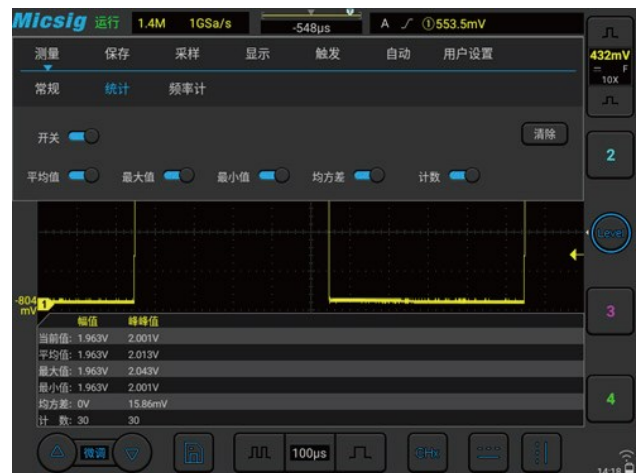 Micsig 运行 1.4M 1GSa/s -548μs A ① 553.5mV
测量 保存 采样 显示 触发 自动 用户设置
432mV
F
10X
常规 统计 频率计
开关 清除
2
平均值 最大值 最小值 均方差 计数
Level
-804 mV 1
3
幅值 峰峰值
当前值: 1.963V 2.001V
平均值: 1.963V 2.013V
最大值: 1.963V 2.043V
最小值: 1.963V 2.001V
均方差: 0V 15.86mV
计 数: 30 30
4
微调 100μs CHx
14:18